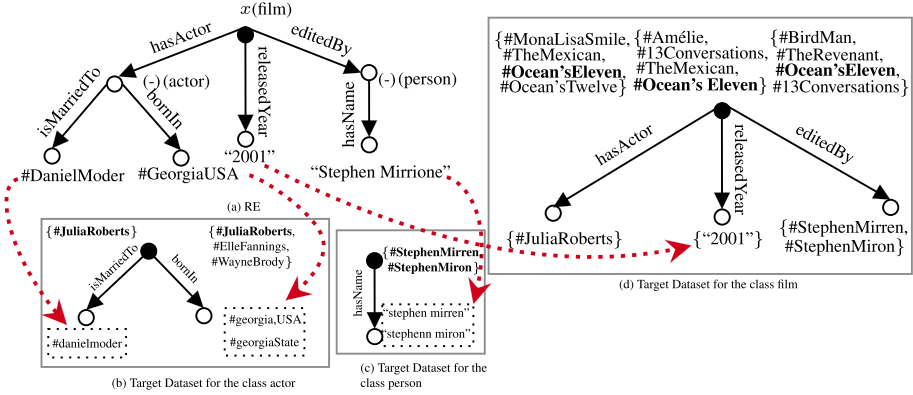 x(film)
hasActor
releasedYear
editedBy
(-)(actor)
(-)(person)
isMarriedTo
bornIn
hasName
#DanielModer
#GeorgiaUSA
"2001"
"Stephen Mirrione"
(a) RE
{#JuliaRoberts}
{#JuliaRoberts,
#ElleFannings,
#WayneBrody}
isMarriedTo
bornIn
#danielmoder
#georgia,USA
#georgiaState
(b) Target Dataset for the class actor
{#StephenMirren,
#StephenMiron}
hasName
"stephen mirren"
"stephenn miron"
(c) Target Dataset for the
class person
{#MonaLisaSmile,
#TheMexican,
#Ocean'sEleven,
#Ocean'sTwelve}
{#Amélie,
#13Conversations,
#TheMexican,
#Ocean's Eleven}
{#BirdMan,
#TheRevenant,
#Ocean'sEleven,
#13Conversations}
hasActor
releasedYear
editedBy
{#JuliaRoberts}
{"2001"}
{#StephenMirren,
#StephenMiron}
(d) Target Dataset for the class film